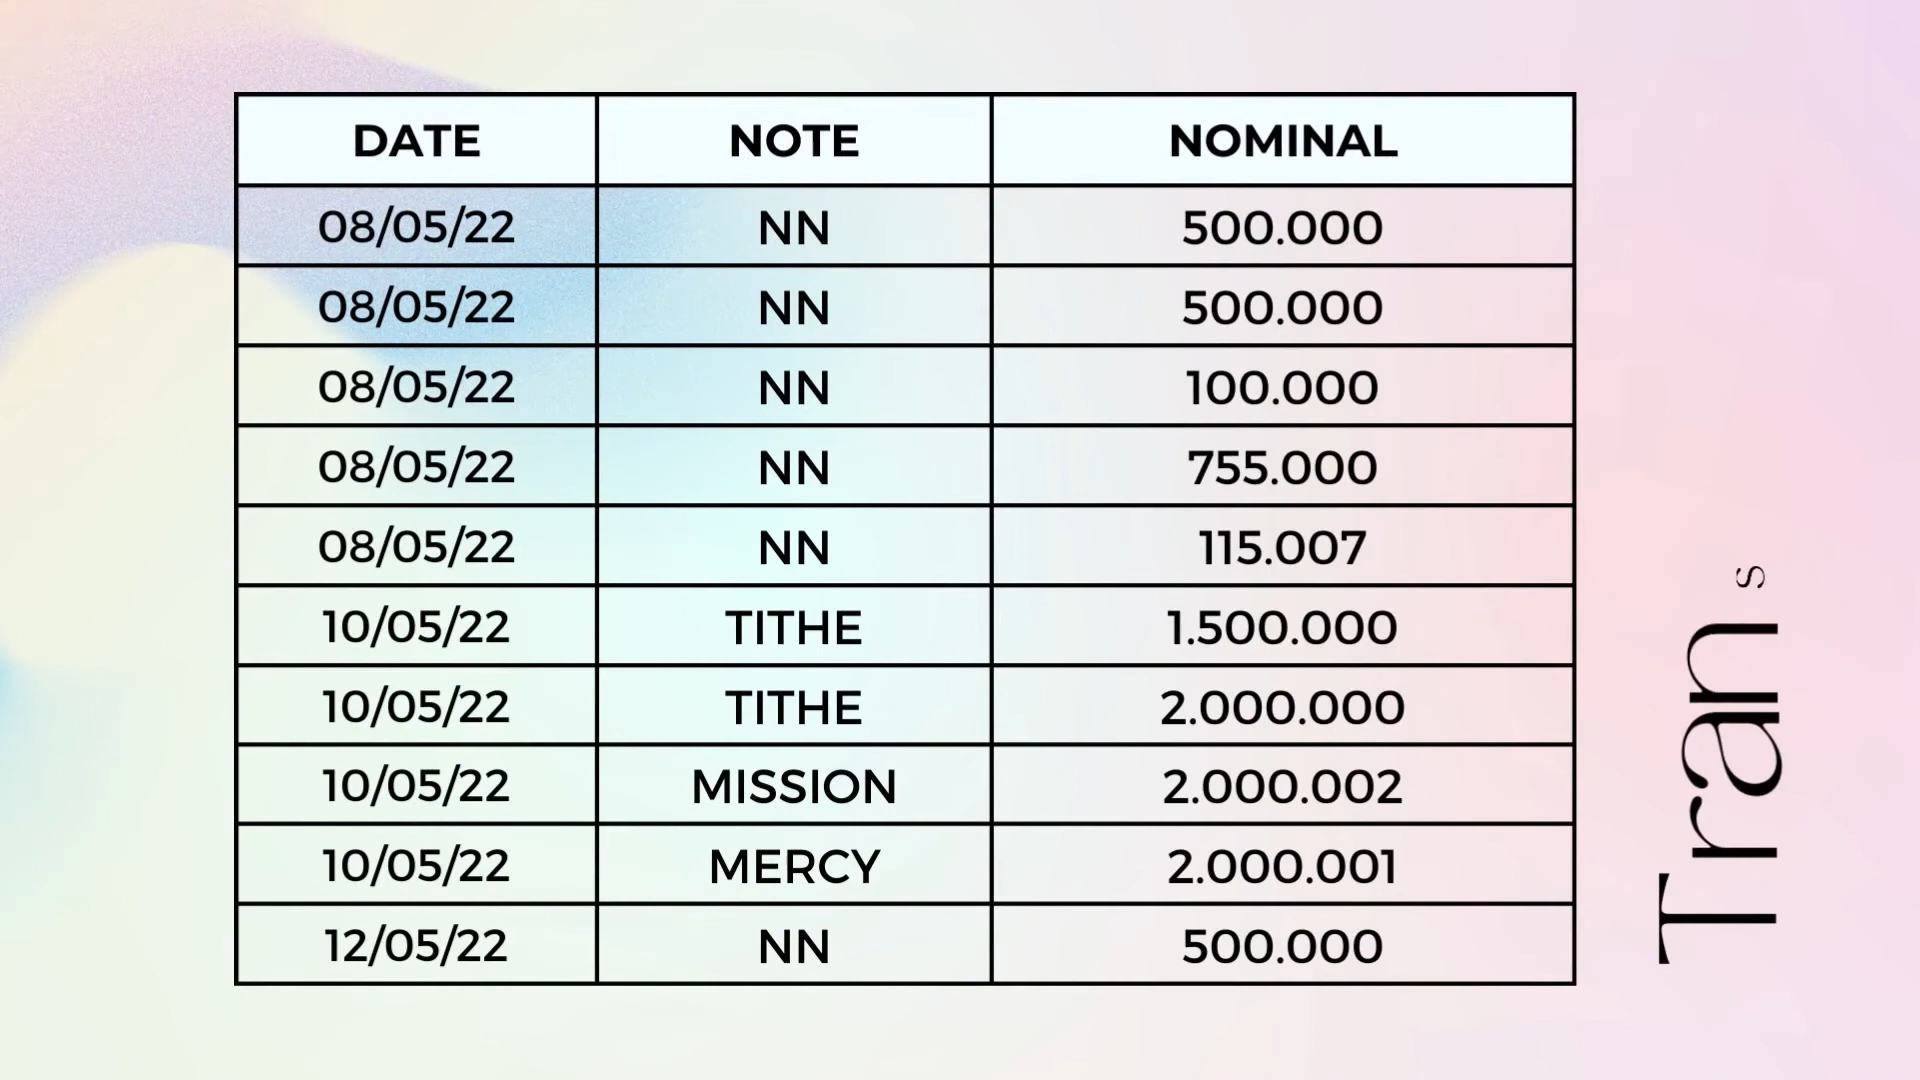 DATE NOTE NOMINAL
08/05/22 NN 500.000
08/05/22 NN 500.000
08/05/22 NN 100.000
08/05/22 NN 755.000
08/05/22 NN 115.007
10/05/22 TITHE 1.500.000
10/05/22 TITHE 2.000.000
10/05/22 MISSION 2.000.002
10/05/22 MERCY 2.000.001
12/05/22 NN 500.000
Trans